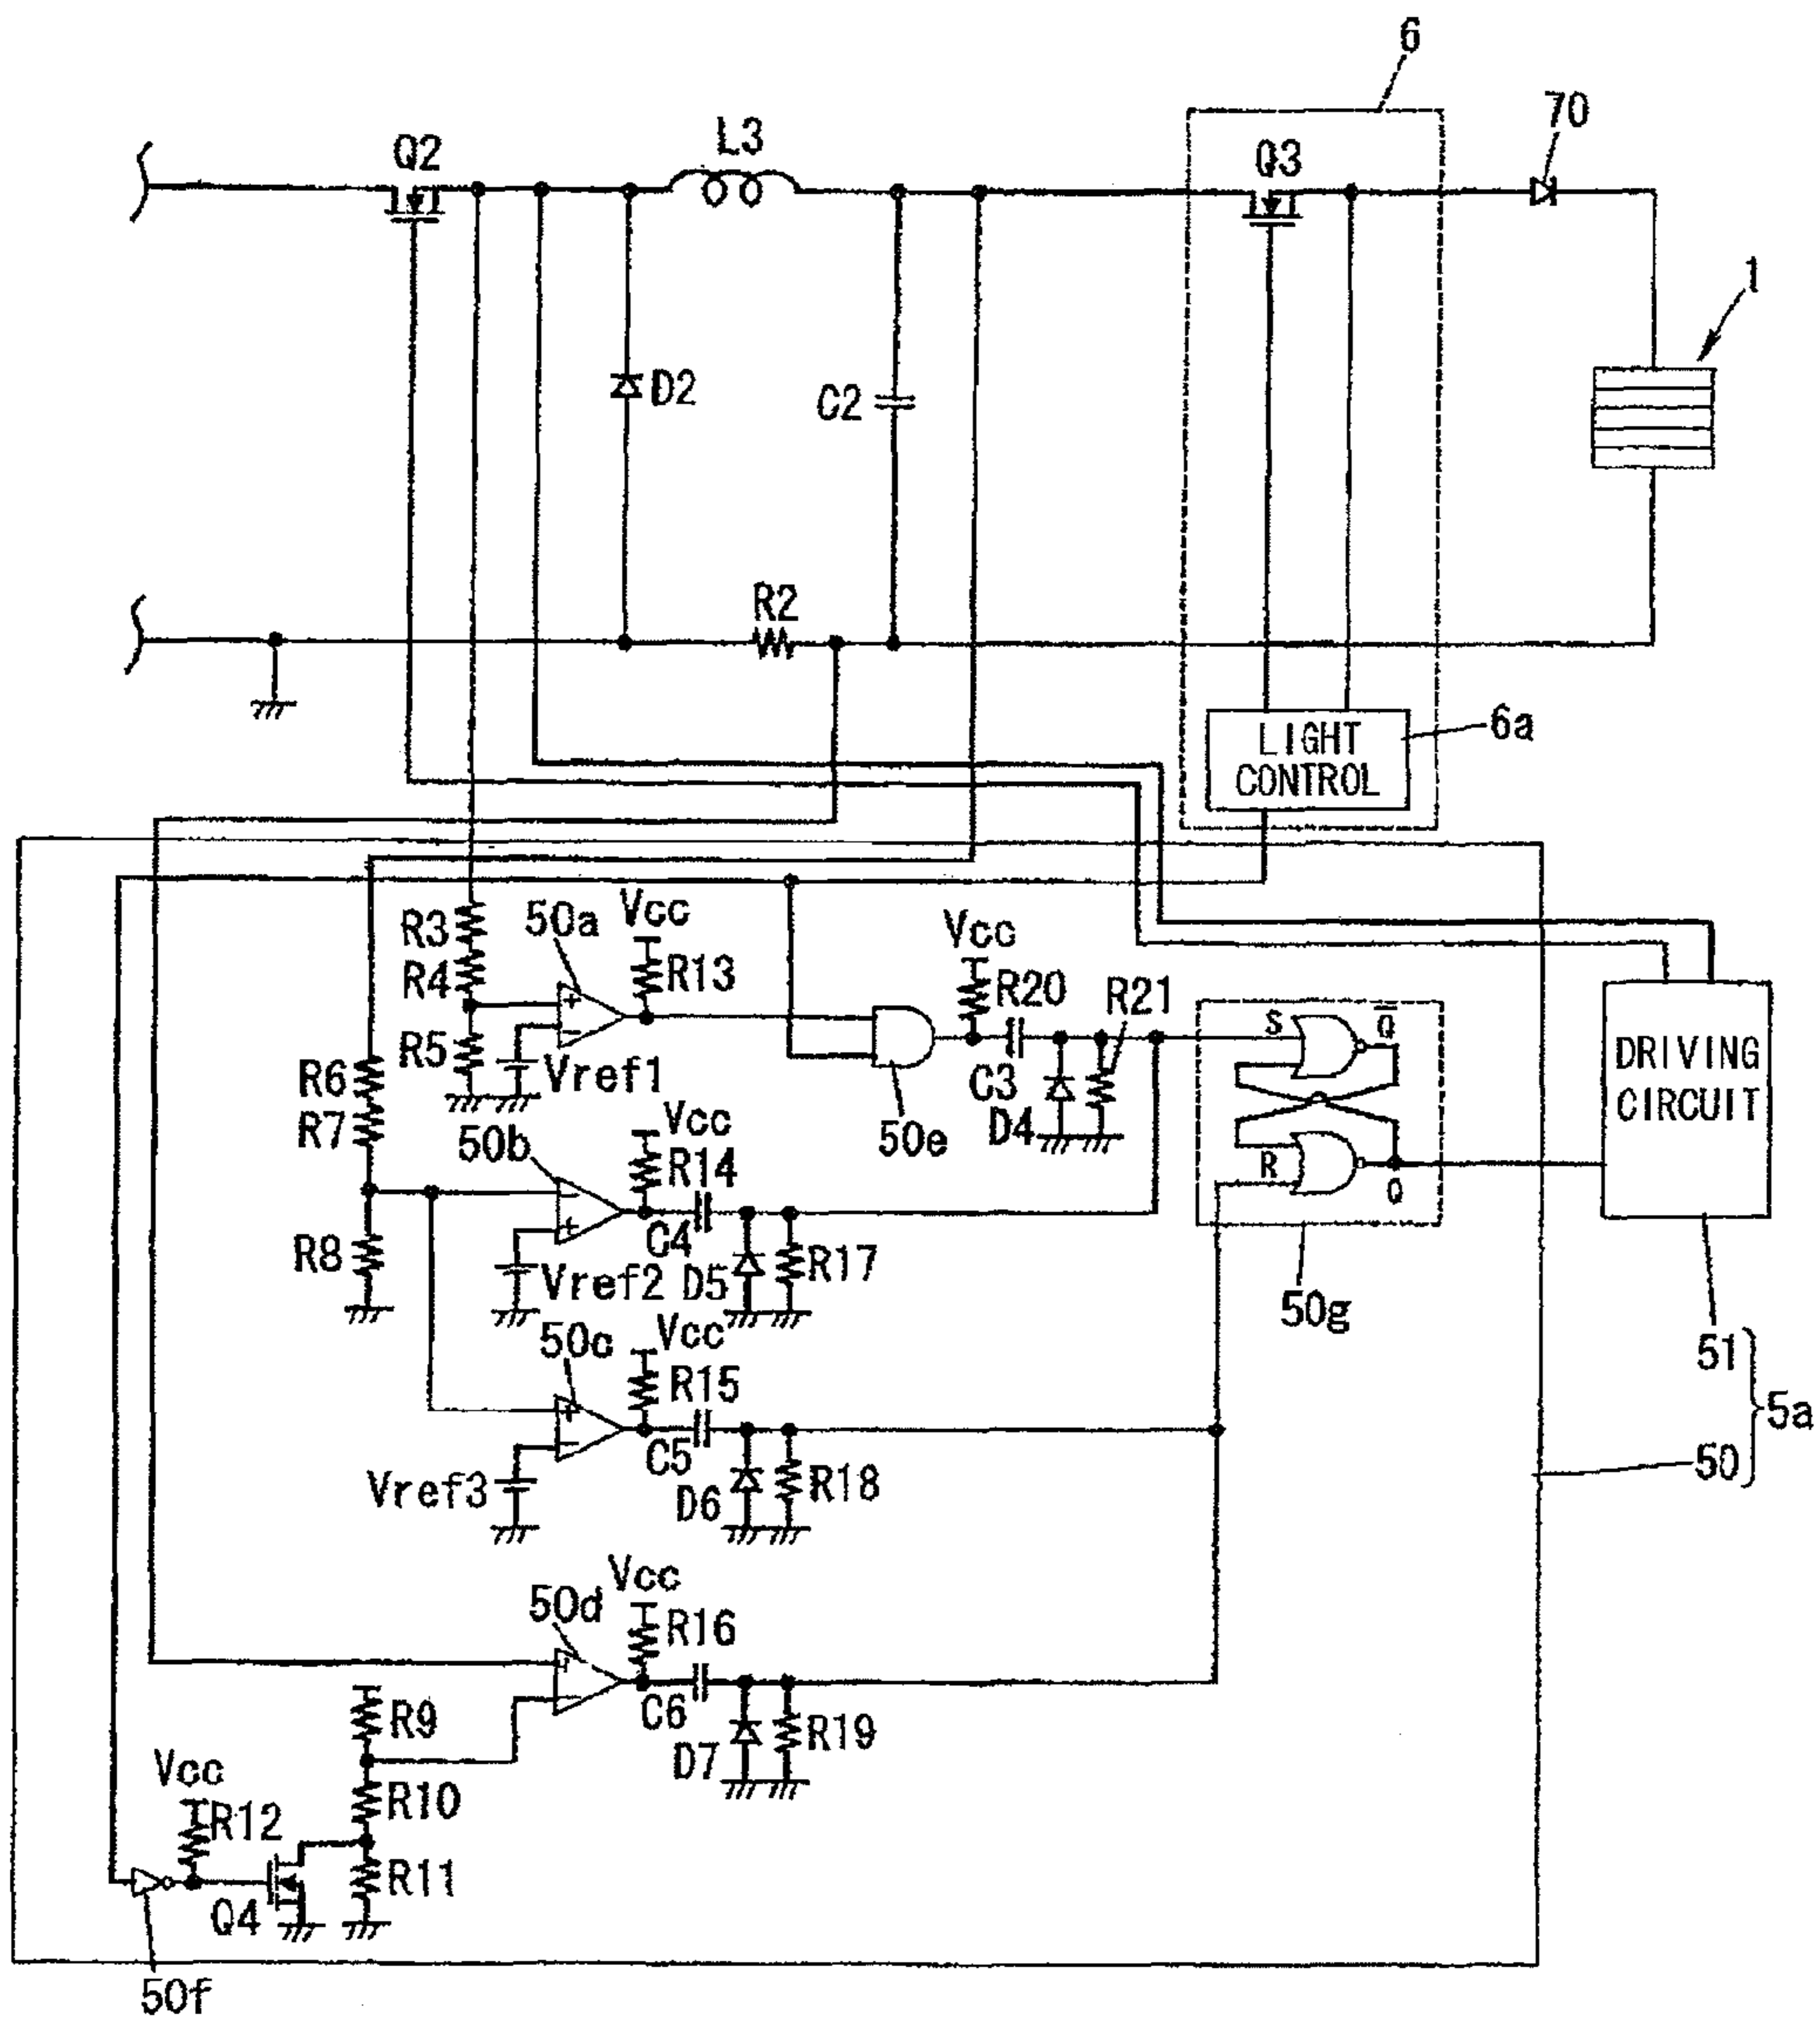 6
70
Q2
L3
Q3
1
D2
C2
R2
6a
LIGHT
CONTROL
50a
Vcc
R3
R4
R13
Vcc
R20
R21
S
Q
R5
Vref1
C3
D4
50e
DRIVING
CIRCUIT
R6
R7
50b
Vcc
R14
R
Q
R8
C4
Vref2
D5
R17
50g
50c
Vcc
R15
51
5a
50
C5
Vref3
D6
R18
Vcc
50d
R16
R9
C6
D7
R19
Vcc
R12
R10
Q4
R11
50f
+
−
−
+
+
−
+
−